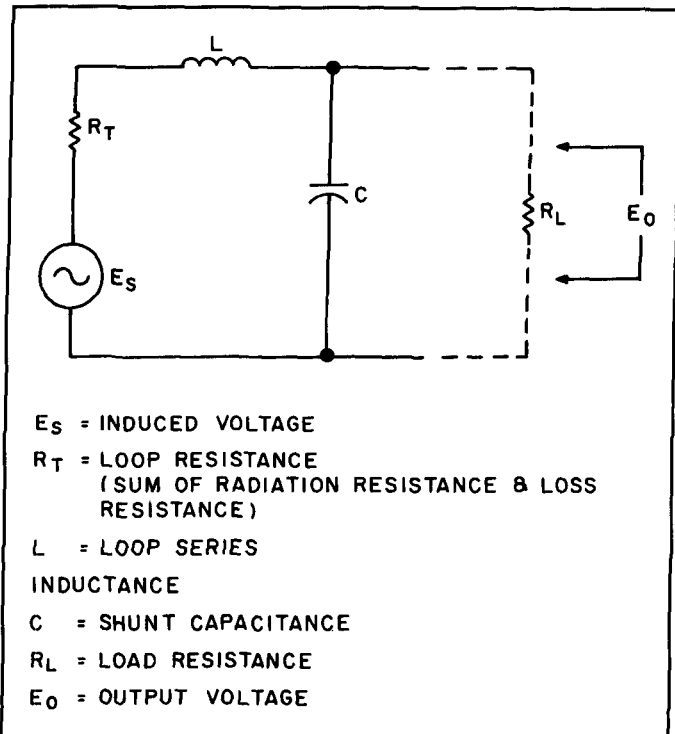 L
R_T
C
R_L
E_O
E_S
E_S = INDUCED VOLTAGE
R_T = LOOP RESISTANCE
(SUM OF RADIATION RESISTANCE & LOSS
RESISTANCE)
L = LOOP SERIES
INDUCTANCE
C = SHUNT CAPACITANCE
R_L = LOAD RESISTANCE
E_O = OUTPUT VOLTAGE